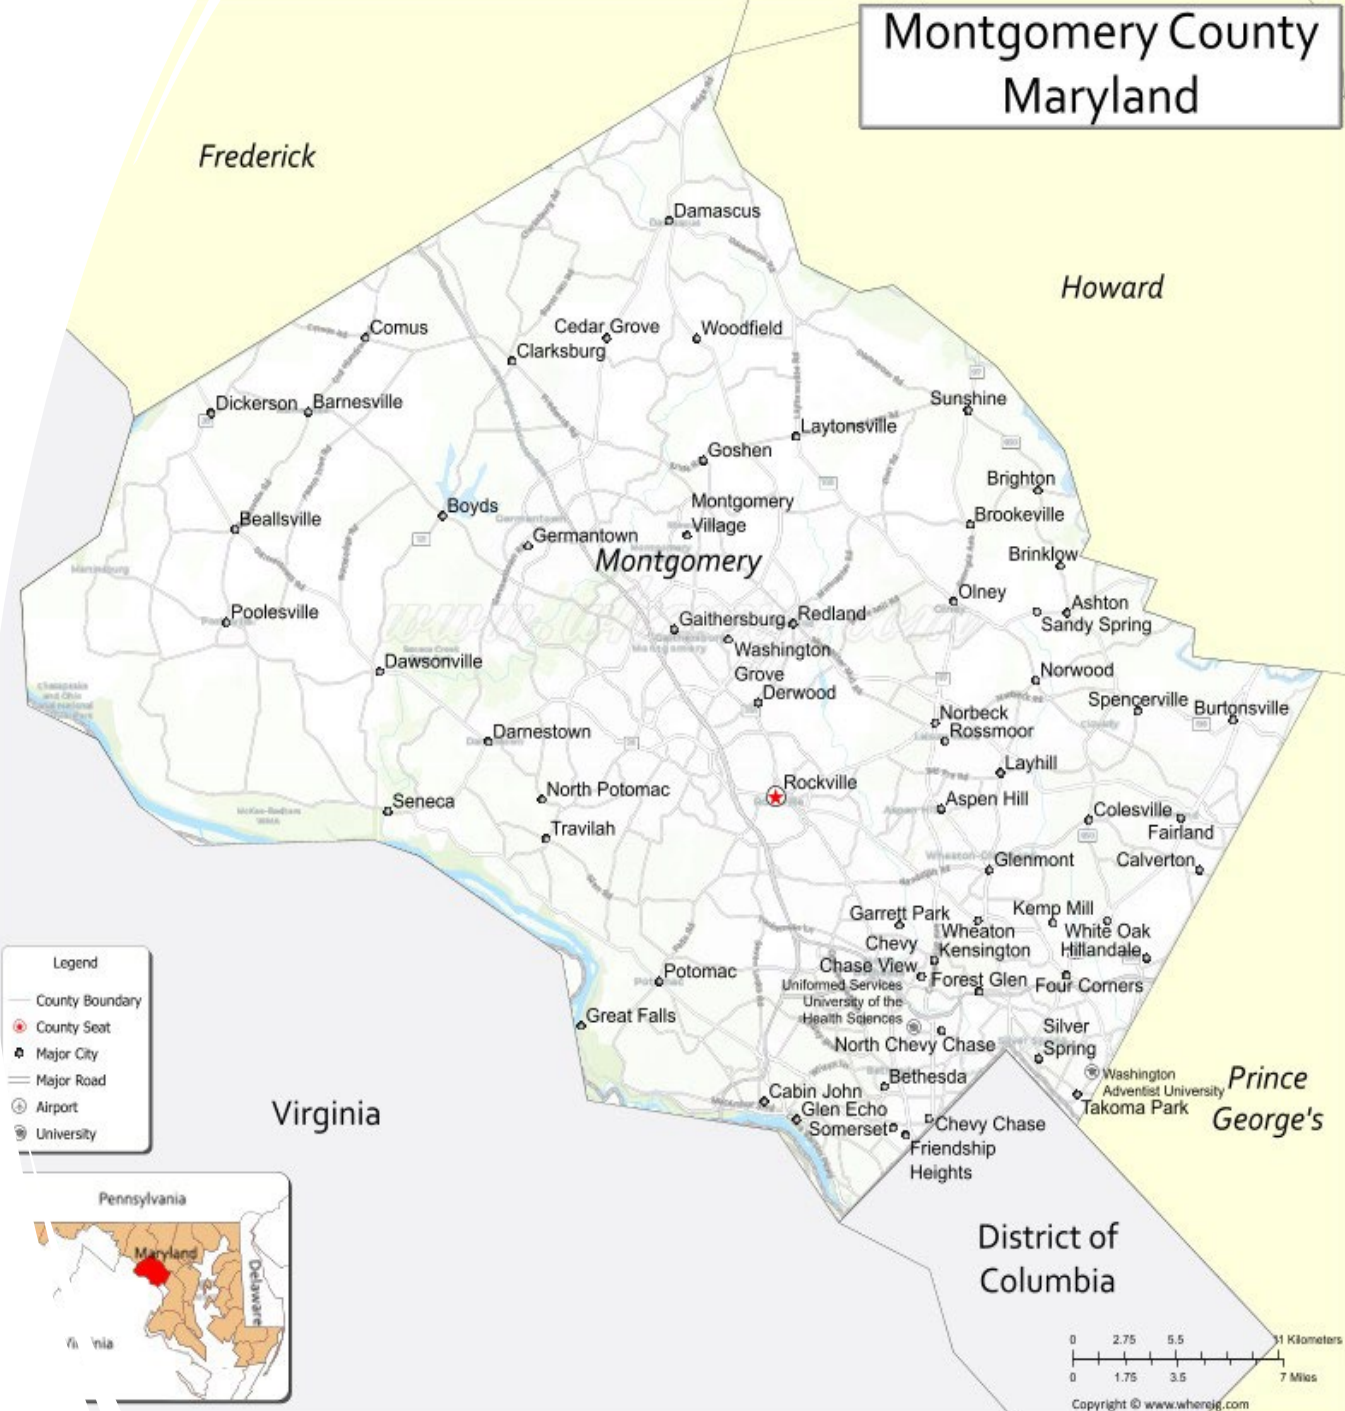 Montgomery County
Maryland
Frederick
Howard
Ridge Rd
Damascus
Clarksburg Rd
Comus
Cedar Grove
Woodfield
Clarksburg
Dickerson
Barnesville
Sunshine
Laytonsville
Goshen
Brighton
Montgomery
Village
Boyds
Brookeville
Beallsville
Germantown
Montgomery
Brinklow
Martinsburg
Olney
Ashton
Poolesville
Gaithersburg
Redland
Sandy Spring
Washington
Grove
Dawsonville
Norwood
Derwood
Spencerville
Burtonsville
Norbeck
Rossmoor
Darnestown
Layhill
Rockville
North Potomac
Aspen Hill
Seneca
Colesville
Fairland
Travilah
Glenmont
Calverton
Garrett Park
Kemp Mill
Wheaton
White Oak
Chevy
Chase View
Kensington
Hillandale
Potomac
Forest Glen
Four Corners
Uniformed Services
University of the
Health Sciences
Great Falls
North Chevy Chase
Silver
Spring
Bethesda
Washington
Adventist University
Cabin John
Takoma Park
Glen Echo
Somerset
Chevy Chase
Friendship
Heights
Prince
George's
Virginia
District of
Columbia
Legend
County Boundary
County Seat
Major City
Major Road
Airport
University
Pennsylvania
Maryland
Delaware
0 2.75 5.5 11 Kilometers
0 1.75 3.5 7 Miles
Copyright © www.whereig.com